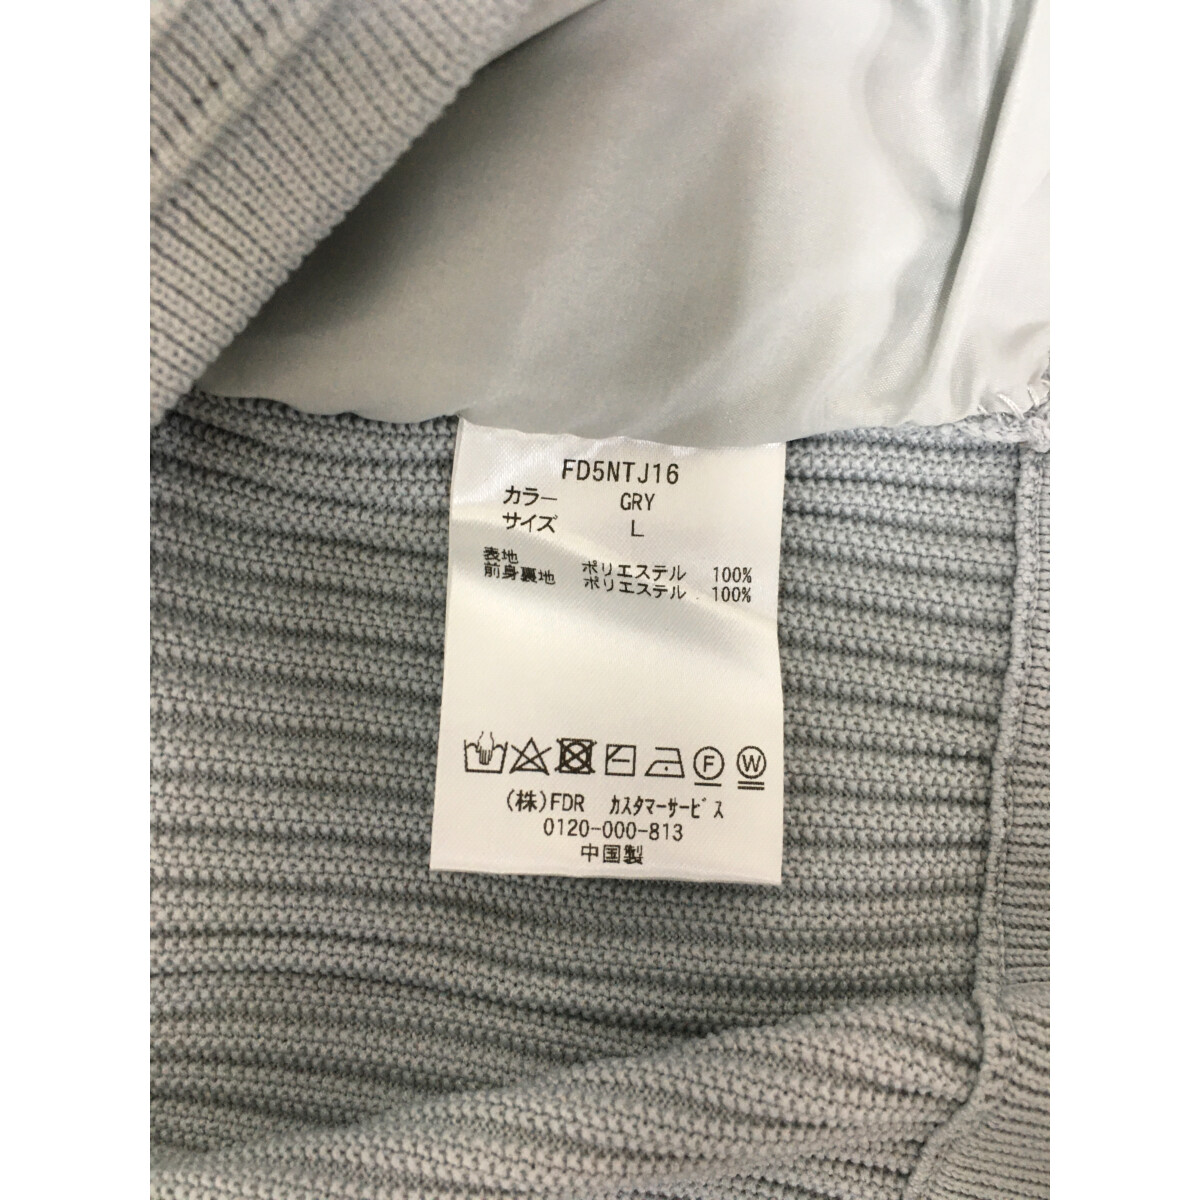 FD5NTJ16
カラー GRY
サイズ L
表地 ポリエステル 100%
前身裏地 ポリエステル 100%
F W
(株)FDR カスタマーサービス
0120-000-813
中国製